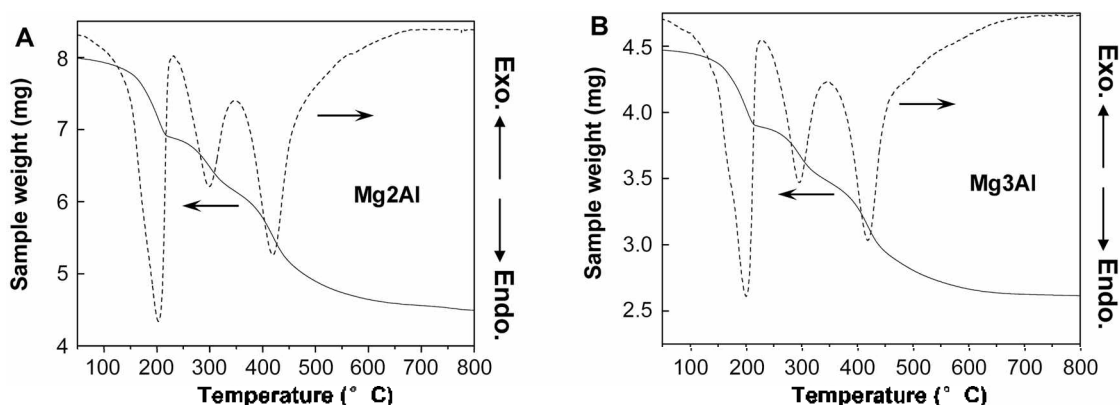 A
8
7
6
5
4
100 200 300 400 500 600 700 800
Sample weight (mg)
Temperature (° C)
Mg2Al
Exo.
Endo.
B
4.5
4.0
3.5
3.0
2.5
100 200 300 400 500 600 700 800
Sample weight (mg)
Temperature (° C)
Mg3Al
Exo.
Endo.